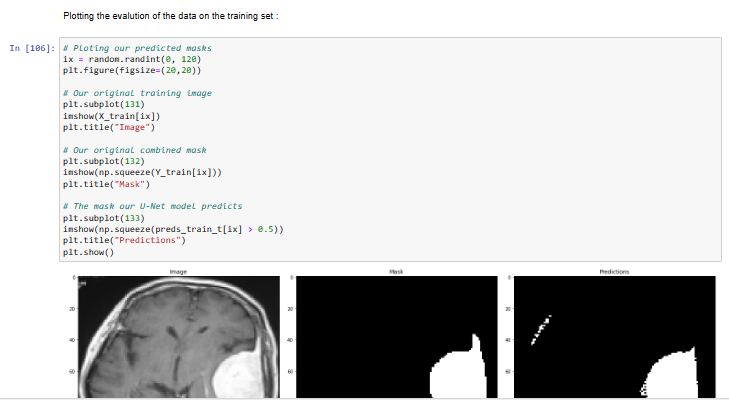 Plotting the evalution of the data on the training set :
In [106]: # Ploting our predicted masks
ix = random.randint(0, 120)
plt.figure(figsize=(20,20))
# Our original training image
plt.subplot(131)
imshow(X_train[ix])
plt.title("Image")
# Our original combined mask
plt.subplot(132)
imshow(np.squeeze(Y_train[ix]))
plt.title("Mask")
# The mask our U-Net model predicts
plt.subplot(133)
imshow(np.squeeze(preds_train_t[ix] > 0.5))
plt.title("Predictions")
plt.show()
Image Mask Predictions
0 0 0
20 20 20
40 40 40
60 60 60